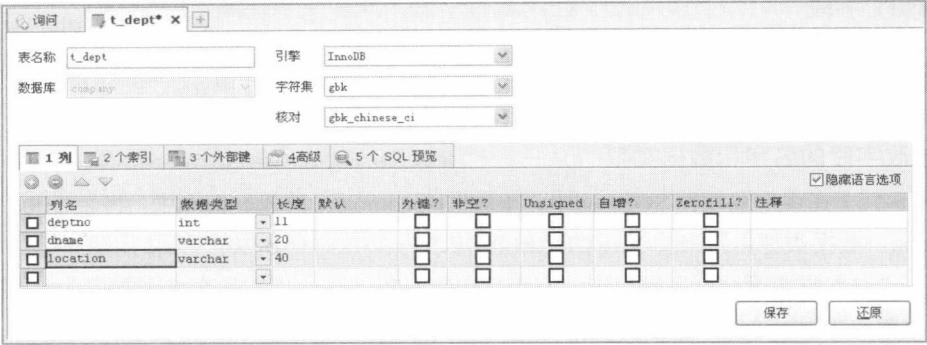 询问 t_dept*
表名称 t_dept 引擎 InnoDB
数据库 company 字符集 gbk
核对 gbk_chinese_ci
1 列 2 个索引 3 个外部键 4高级 5 个 SQL 预览
隐藏语言选项
列名 数据类型 长度 默认 外键? 非空? Unsigned 自增? Zerofill? 注释
deptno int 11
dname varchar 20
location varchar 40
保存 还原